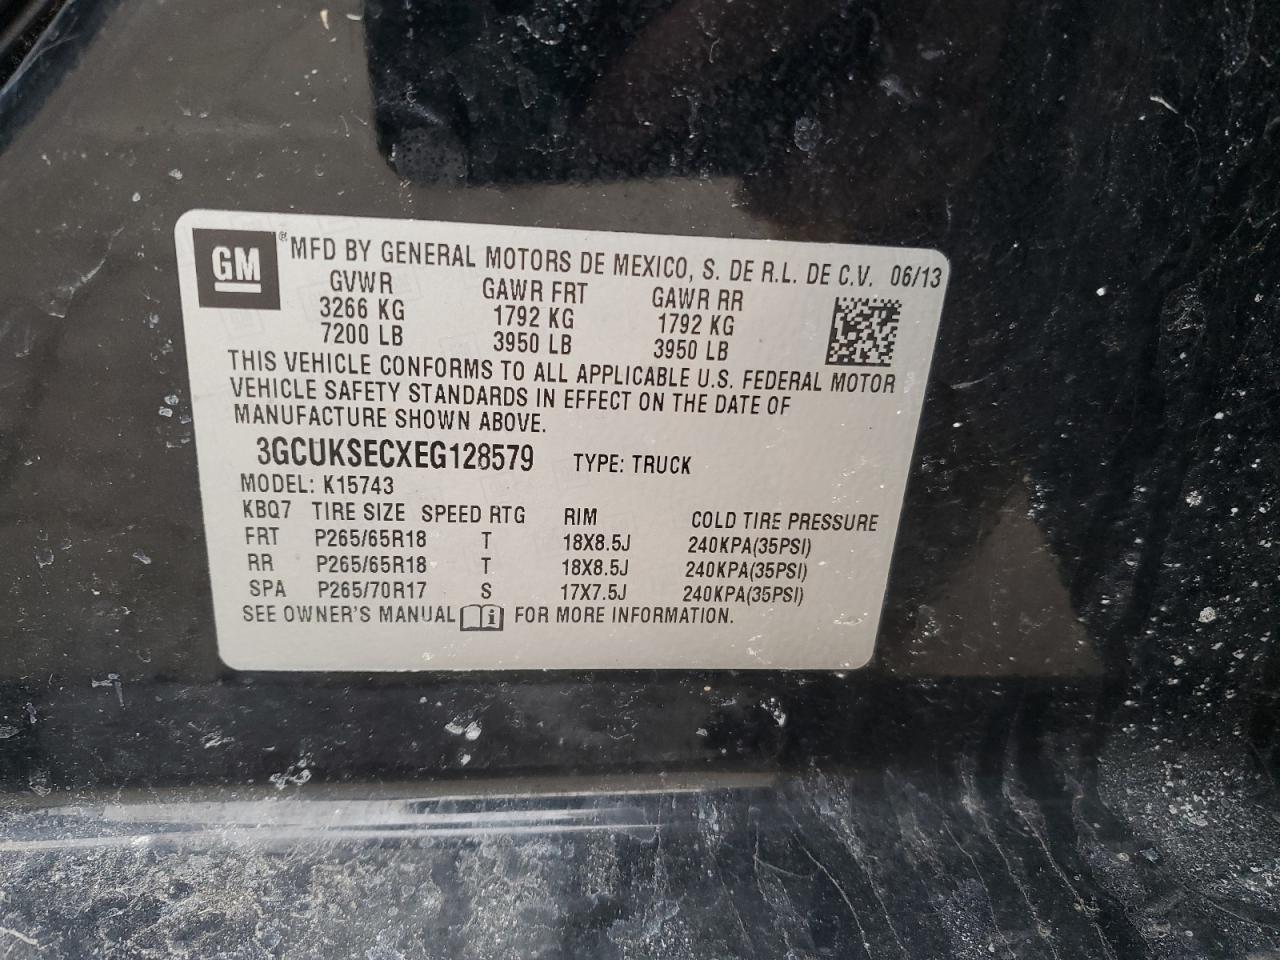 GM® MFD BY GENERAL MOTORS DE MEXICO, S. DE R.L. DE C.V. 06/13
GVWR GAWR FRT GAWR RR
3266 KG 1792 KG 1792 KG
7200 LB 3950 LB 3950 LB
THIS VEHICLE CONFORMS TO ALL APPLICABLE U.S. FEDERAL MOTOR
VEHICLE SAFETY STANDARDS IN EFFECT ON THE DATE OF
MANUFACTURE SHOWN ABOVE.
3GCUKSECXEG128579 TYPE: TRUCK
MODEL: K15743
KBQ7 TIRE SIZE SPEED RTG RIM COLD TIRE PRESSURE
FRT P265/65R18 T 18X8.5J 240KPA(35PSI)
RR P265/65R18 T 18X8.5J 240KPA(35PSI)
SPA P265/70R17 S 17X7.5J 240KPA(35PSI)
SEE OWNER'S MANUAL i FOR MORE INFORMATION.